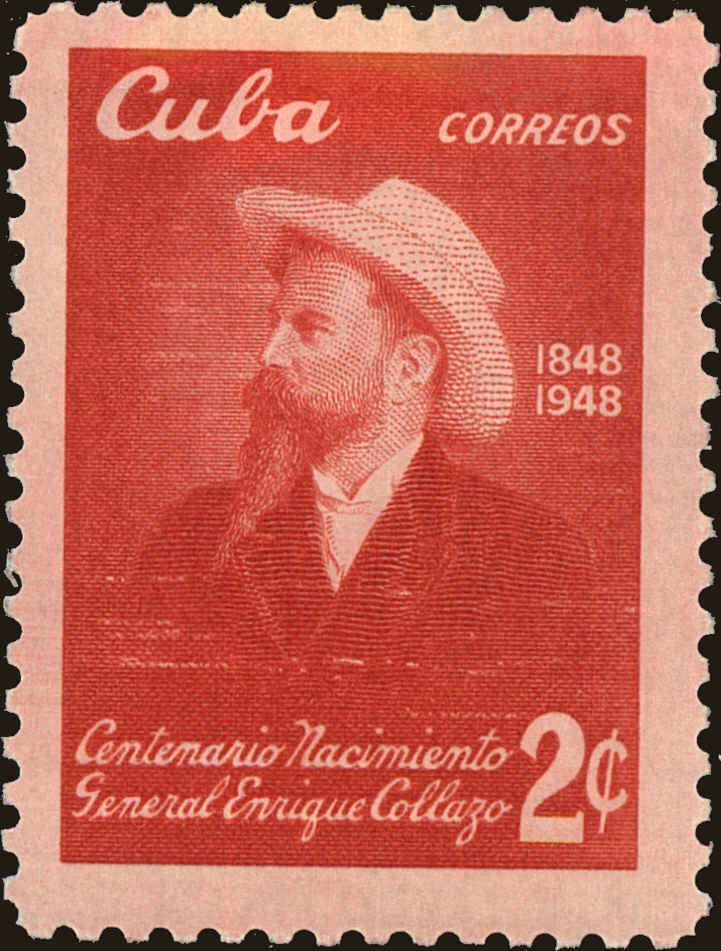 Cuba CORREOS
1848
1948
Centenario Nacimiento
General Enrique Collazo
2¢